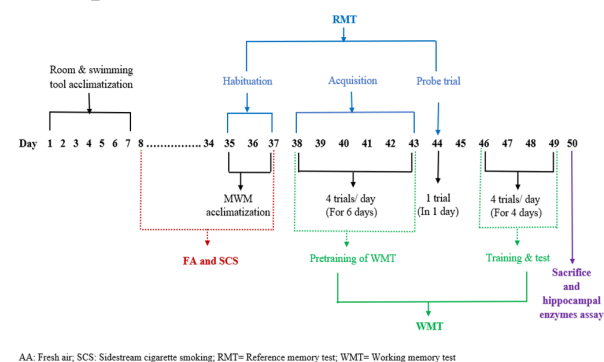 RMT
Room & swimming
tool acclimatization
Habituation
Acquisition
Probe trial
Day 1 2 3 4 5 6 7 8 ................ 34 35 36 37 38 39 40 41 42 43 44 45 46 47 48 49 50
MWM
acclimatization
4 trials/ day
(For 6 days)
1 trial
(In 1 day)
4 trials/ day
(For 4 days)
FA and SCS
Pretraining of WMT
Training & test
Sacrifice
and
hippocampal
enzymes assay
WMT
AA: Fresh air; SCS: Sidestream cigarette smoking; RMT= Reference memory test; WMT= Working memory test